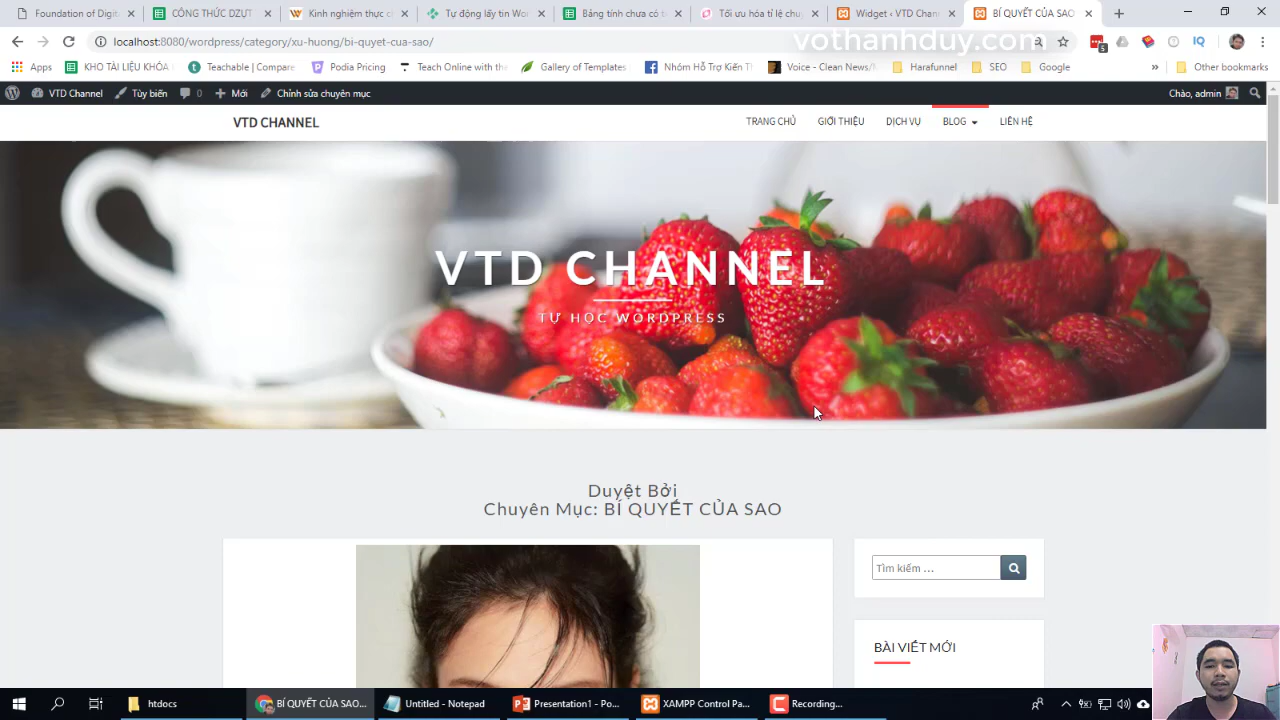 Foundation of Digit
CÔNG THỨC DZỰT
Kinh nghiệm thực c
Tự động lấy tin Wor
Bảng tính chưa có t
Tối ưu hóa tỉ lệ chu
Widget ‹ VTD Chann
BÍ QUYẾT CỦA SAO
localhost:8080/wordpress/category/xu-huong/bi-quyet-cua-sao/
vothanhduy.com
5
IQ
Apps
KHO TÀI LIỆU KHÓA
Teachable | Compare
Podia Pricing
Teach Online with the
Gallery of Templates
Nhóm Hỗ Trợ Kiến T
Voice - Clean News/
Harafunnel
SEO
Google
»
Other bookmarks
VTD Channel
Tùy biến
0
Mới
Chỉnh sửa chuyên mục
Chào, admin
VTD CHANNEL
TRANG CHỦ
GIỚI THIỆU
DỊCH VỤ
BLOG
LIÊN HỆ
VTD CHANNEL
TỰ HỌC WORDPRESS
Duyệt Bởi
Chuyên Mục: BÍ QUYẾT CỦA SAO
Tìm kiếm …
BÀI VIẾT MỚI
htdocs
BÍ QUYẾT CỦA SAO...
Untitled - Notepad
Presentation1 - Po...
XAMPP Control Pa...
Recording...